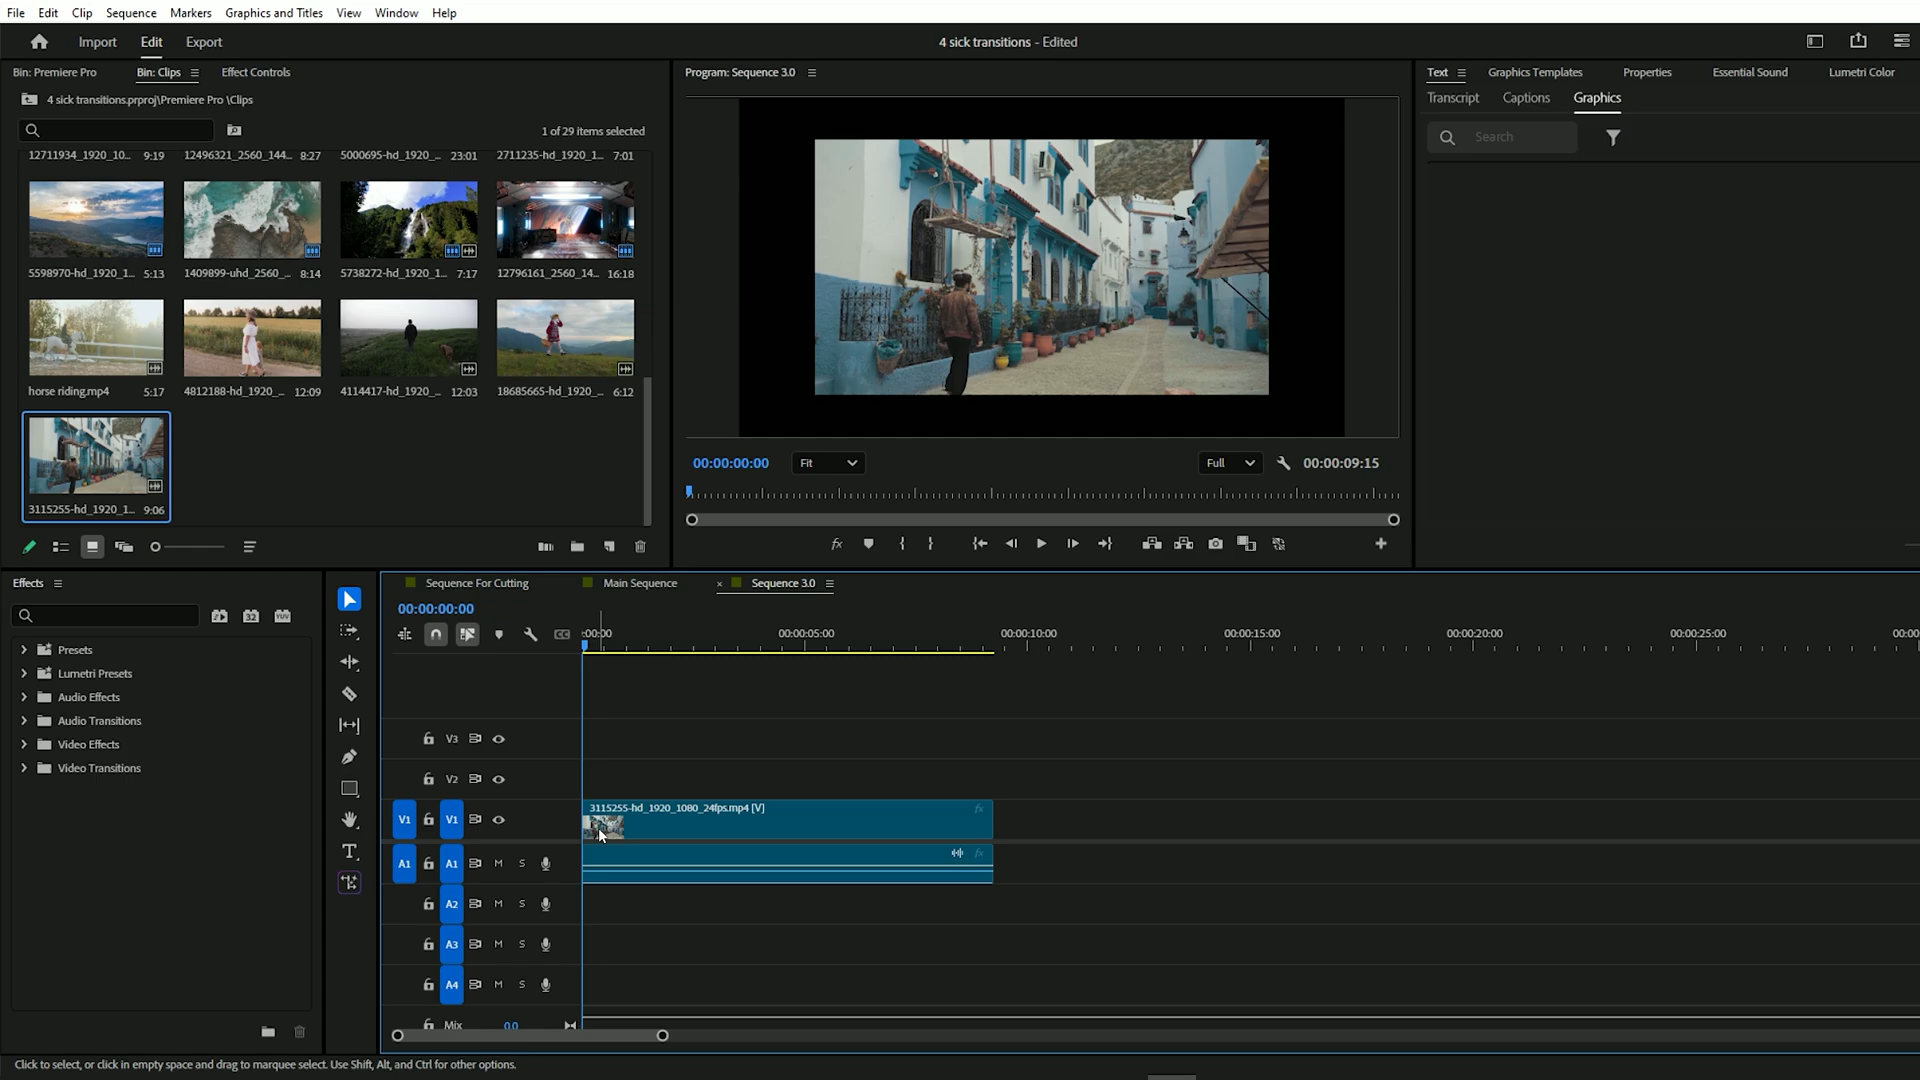 File Edit Clip Sequence Markers Graphics and Titles View Window Help
Import Edit Export
4 sick transitions - Edited
Bin: Premiere Pro Bin: Clips Effect Controls
4 sick transitions.prproj\Premiere Pro \Clips
1 of 29 items selected
12711934_1920_10... 9:19 12496321_2560_144... 8:27 5000695-hd_1920_... 23:01 2711235-hd_1920_1... 7:01
5598970-hd_1920_1... 5:13 1409899-uhd_2560_... 8:14 5738272-hd_1920_1... 7:17 12796161_2560_14... 16:18
horse riding.mp4 5:17 4812188-hd_1920_... 12:09 4114417-hd_1920_... 12:03 18685665-hd_1920_... 6:12
3115255-hd_1920_1... 9:06
Program: Sequence 3.0
00:00:00:00 Fit Full 00:00:09:15
fx
Text Graphics Templates Properties Essential Sound Lumetri Color
Transcript Captions Graphics
Search
Effects
32 YUV
Presets
Lumetri Presets
Audio Effects
Audio Transitions
Video Effects
Video Transitions
Sequence For Cutting Main Sequence × Sequence 3.0
00:00:00:00
CC :00:00 00:00:05:00 00:00:10:00 00:00:15:00 00:00:20:00 00:00:25:00 00:00
V3
V2
V1 V1 3115255-hd_1920_1080_24fps.mp4 [V] fx
A1 A1 M S fx
A2 M S
A3 M S
A4 M S
Mix 0.0
T
Click to select, or click in empty space and drag to marquee select. Use Shift, Alt, and Ctrl for other options.